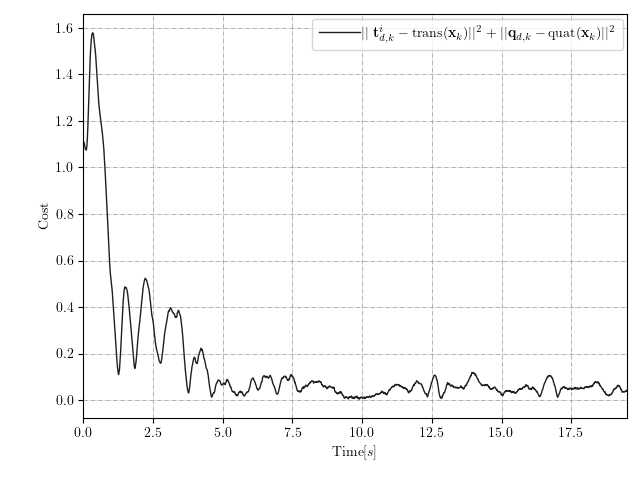 || t^i_{d,k} − trans(x_k)||^2 + ||q_{d,k} − quat(x_k)||^2
1.6
1.4
1.2
1.0
0.8
0.6
0.4
0.2
0.0
Cost
0.0 2.5 5.0 7.5 10.0 12.5 15.0 17.5
Time[s]